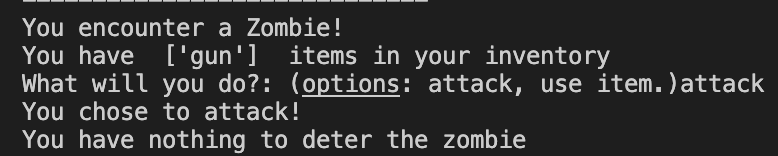 You encounter a Zombie!
You have  ['gun']  items in your inventory
What will you do?: (options: attack, use item.)attack
You chose to attack!
You have nothing to deter the zombie